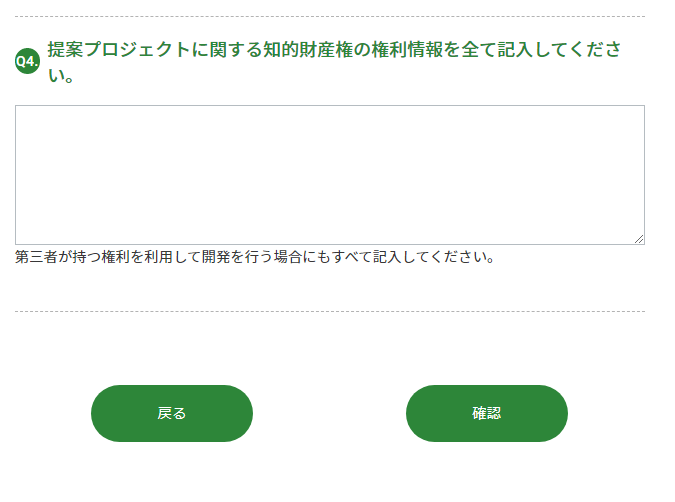 Q4.
提案プロジェクトに関する知的財産権の権利情報を全て記入してくださ
い。
第三者が持つ権利を利用して開発を行う場合にもすべて記入してください。
戻る
確認